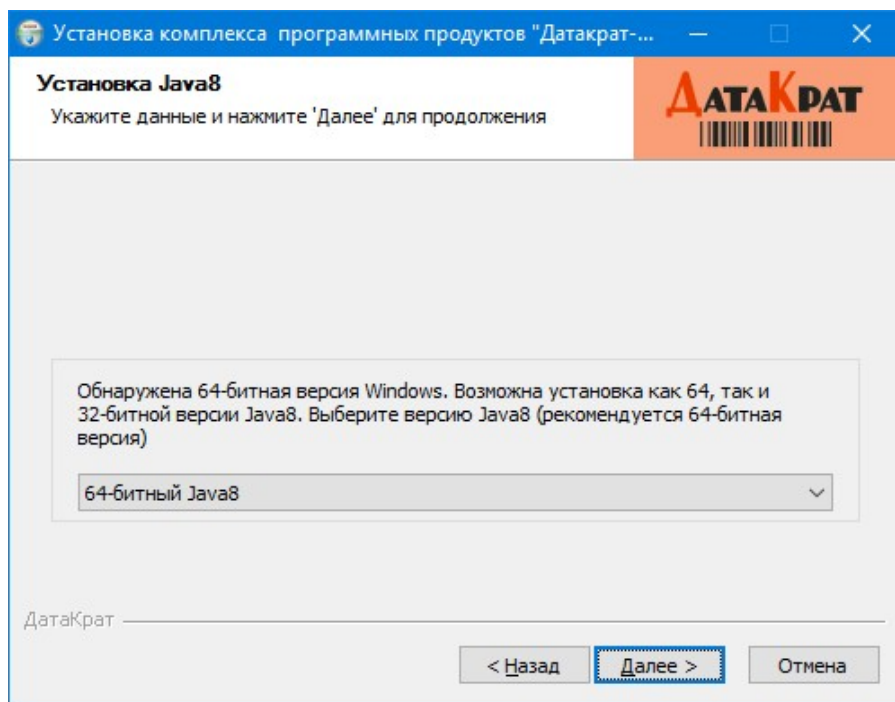 Установка комплекса  программных продуктов "Датакрат-...
Установка Java8
Укажите данные и нажмите 'Далее' для продолжения
ДАТАКРАТ
Обнаружена 64-битная версия Windows. Возможна установка как 64, так и
32-битной версии Java8. Выберите версию Java8 (рекомендуется 64-битная
версия)
64-битный Java8
ДатаКрат
< Назад
Далее >
Отмена